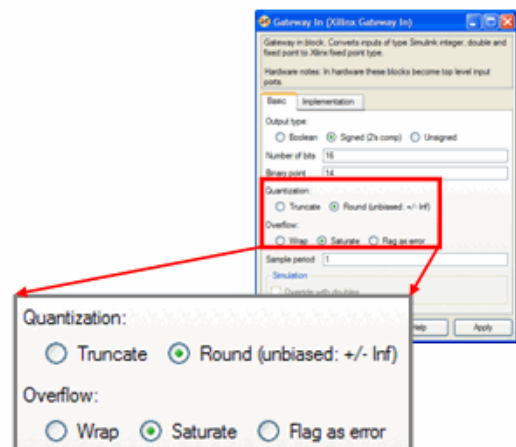 Gateway In (Xilinx Gateway In)
Gateway in block. Converts inputs of type Simulink integer, double and
fixed point to Xilinx fixed point type.
Hardware notes: In hardware these blocks become top level input
ports.
Basic Implementation
Output type:
Boolean Signed (2's comp) Unsigned
Number of bits 16
Binary point 14
Quantization:
Truncate Round (unbiased: +/- Inf)
Overflow:
Wrap Saturate Flag as error
Sample period 1
Simulation
Override with doubles
Help Apply
Quantization:
Truncate Round (unbiased: +/- Inf)
Overflow:
Wrap Saturate Flag as error